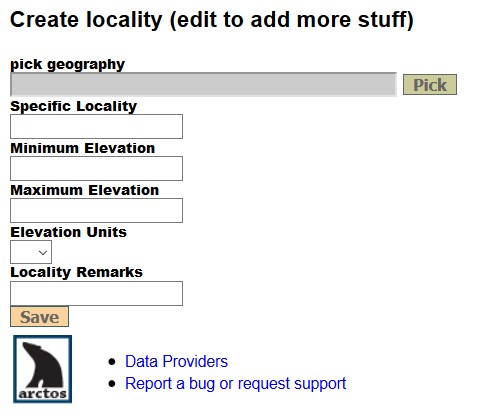 Create locality (edit to add more stuff)
pick geography
Pick
Specific Locality
Minimum Elevation
Maximum Elevation
Elevation Units
Locality Remarks
Save
arctos
Data Providers
Report a bug or request support